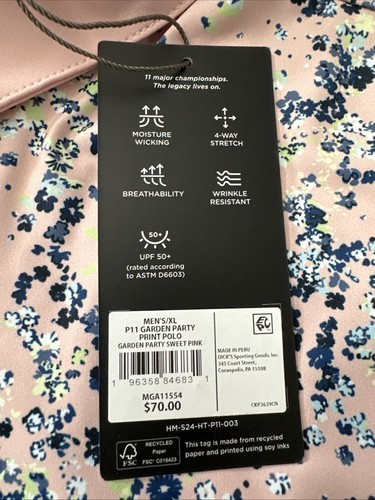 11 major championships.
The legacy lives on.
MOISTURE
WICKING
4-WAY
STRETCH
BREATHABILITY
WRINKLE
RESISTANT
50+
UPF 50+
(rated according
to ASTM D6603)
MEN'S/XL
P11 GARDEN PARTY
PRINT POLO
GARDEN PARTY SWEET PINK
1 96358 84683 1
MGA11554
$70.00
MADE IN PERU
DICK'S Sporting Goods, Inc.
345 Court Street,
Coraopolis, PA 15108
CKP3639CN
HM-S24-HT-P11-003
FSC
RECYCLED
Paper
FSC® C016423
This tag is made from recycled
paper and printed using soy inks